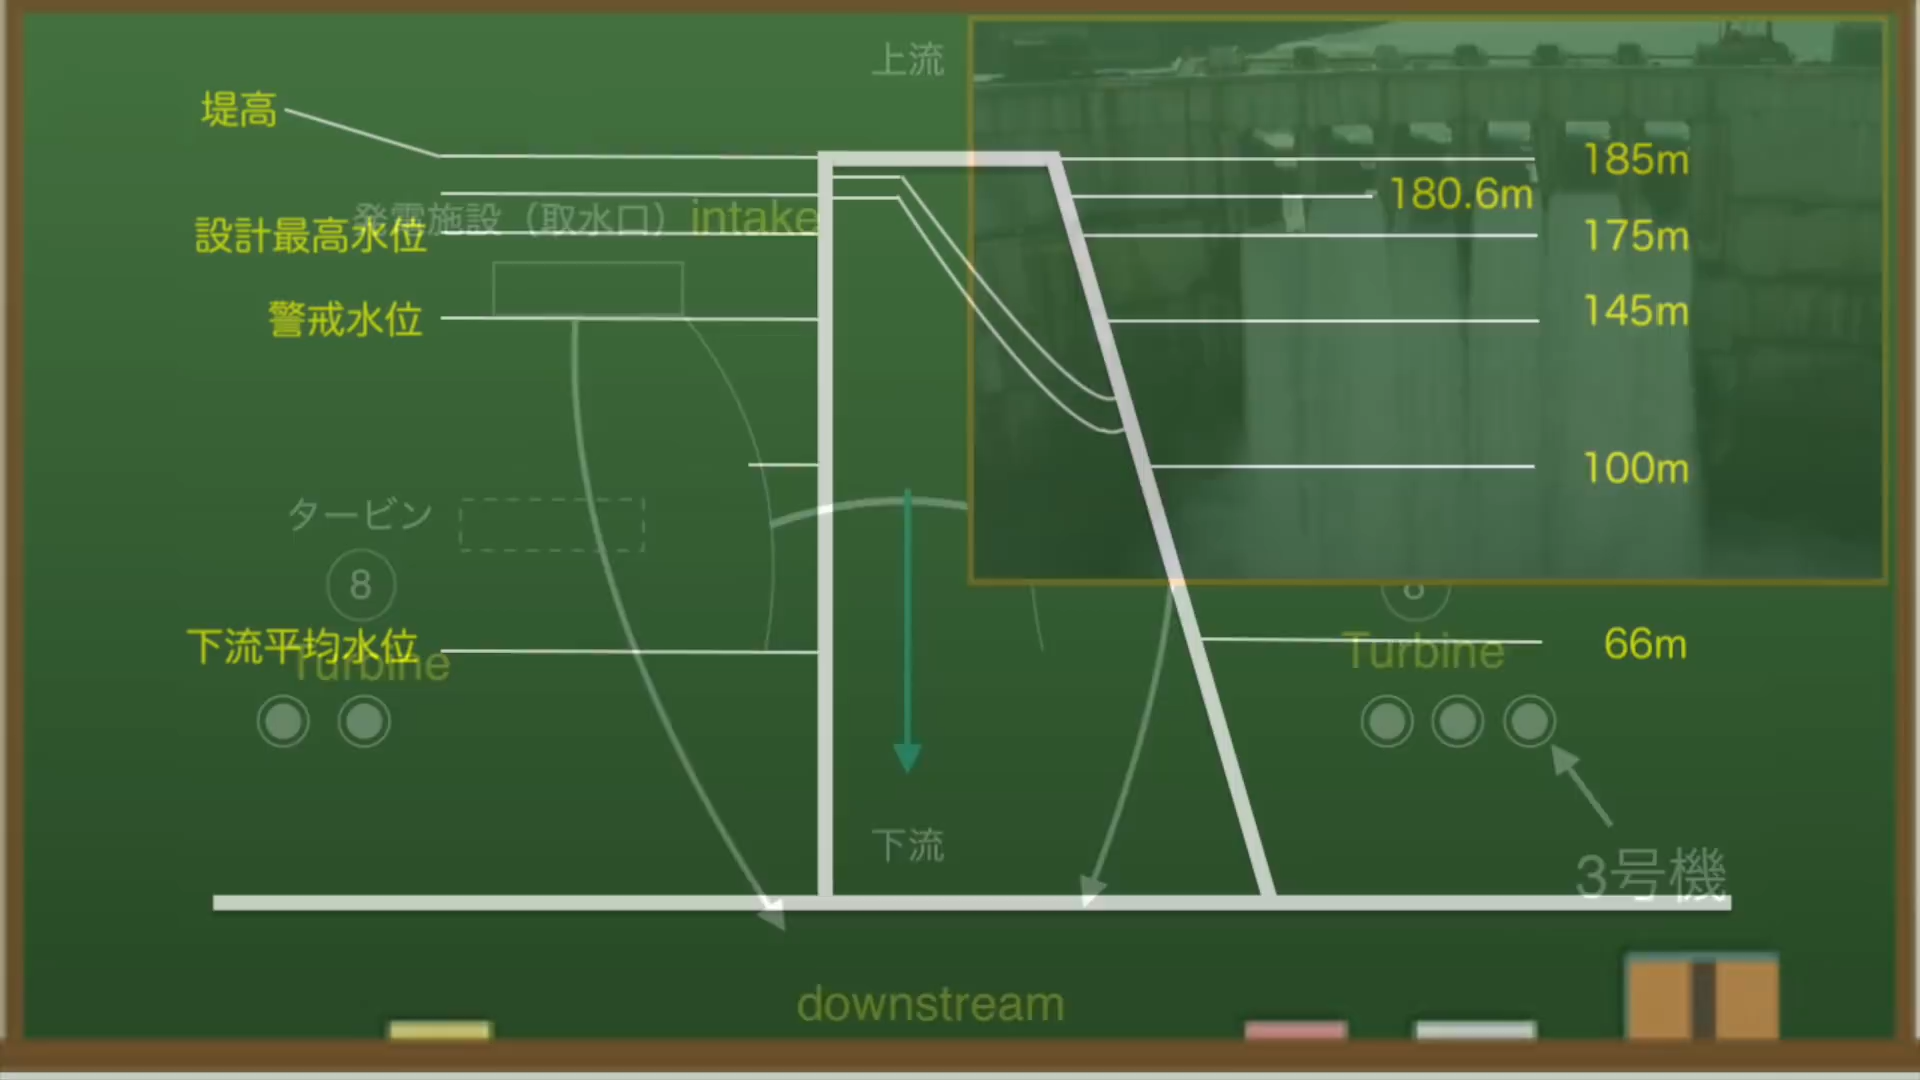 上流
堤高
185m
180.6m
発電施設（取水口） intake
設計最高水位
175m
警戒水位
145m
100m
タービン
8
8
下流平均水位
66m
Turbine
Turbine
下流
3号機
downstream